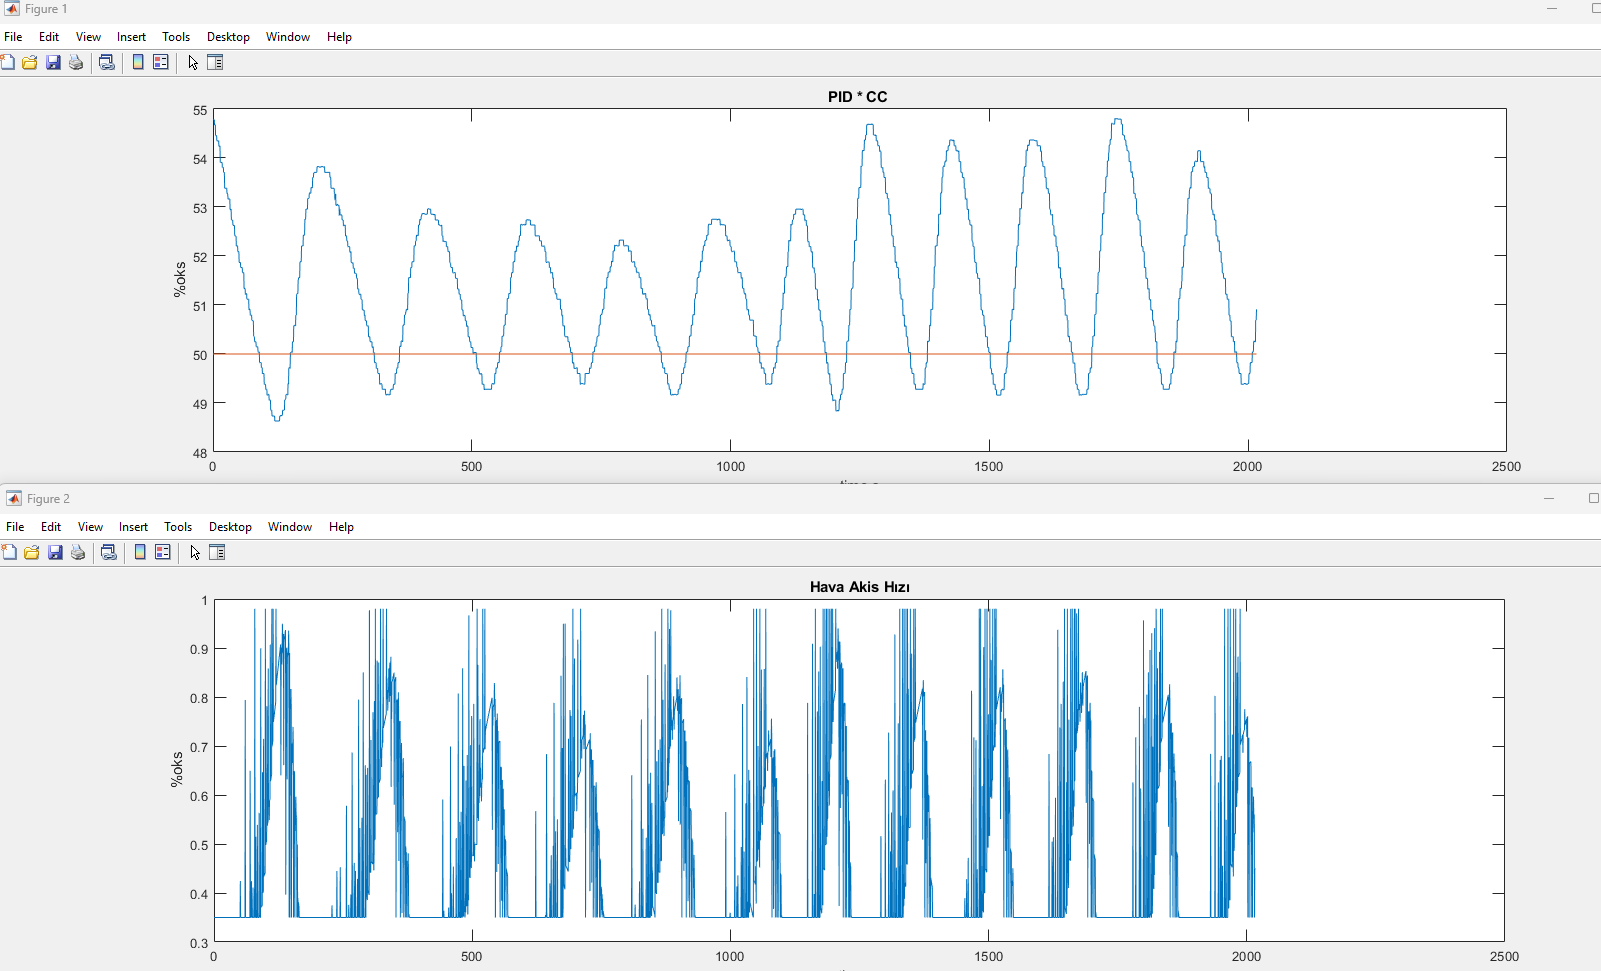 Figure 1
File Edit View Insert Tools Desktop Window Help
PID * CC
55
54
53
52
51
50
49
48
%oks
0 500 1000 1500 2000 2500
Figure 2
File Edit View Insert Tools Desktop Window Help
Hava Akis Hızı
1
0.9
0.8
0.7
0.6
0.5
0.4
0.3
%oks
0 500 1000 1500 2000 2500